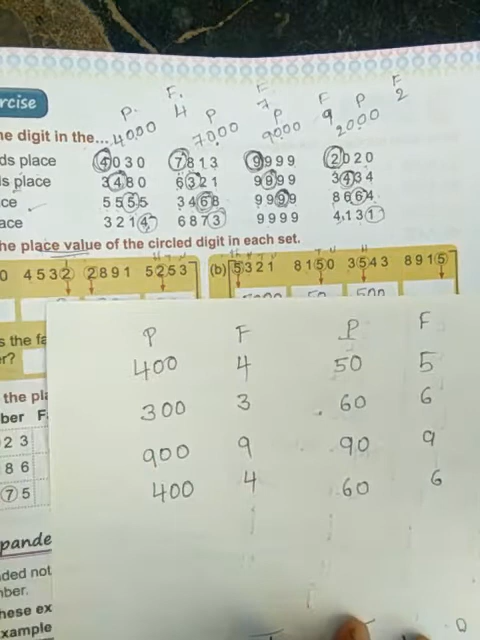 F. F F F
P. 4 P 7 P 9 P 2
4000 7000 9000 2000
rcise
he digit in the...
ds place 4030 7813 9999 2020
ls place 3480 6321 9999 3434
ce 5555 3468 9999 8664
ace 3214 6873 9999 4131
he place value of the circled digit in each set.
0 4532 2891 5253 (b) 5321 8150 3543 8915
50 500
s the fa
er?
the pla
ber F
23
86
75
pande
ded not
mber.
hese ex
xample
P F P F
400 4 50 5
300 3 60 6
900 9 90 9
400 4 60 6